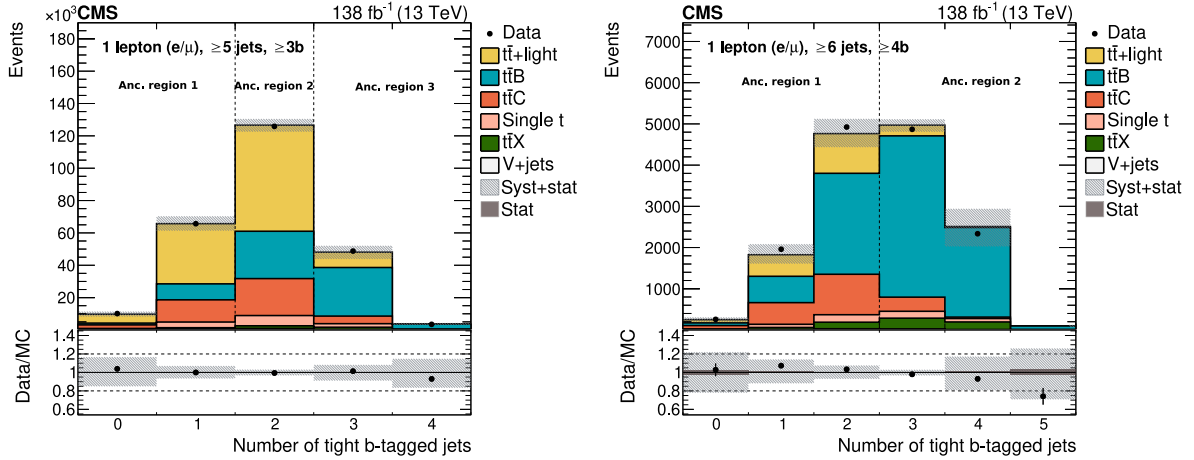 CMS 138 fb⁻¹ (13 TeV)
×10³
Events
180
160
140
120
100
80
60
40
20
1 lepton (e/μ), ≥5 jets, ≥3b
Anc. region 1 Anc. region 2 Anc. region 3
Data
tt̄+light
tt̄B
tt̄C
Single t
tt̄X
V+jets
Syst+stat
Stat
Data/MC
1.4
1.2
1
0.8
0.6
0 1 2 3 4
Number of tight b-tagged jets
CMS 138 fb⁻¹ (13 TeV)
Events
7000
6000
5000
4000
3000
2000
1000
1 lepton (e/μ), ≥6 jets, ≥4b
Anc. region 1 Anc. region 2
Data
tt̄+light
tt̄B
tt̄C
Single t
tt̄X
V+jets
Syst+stat
Stat
Data/MC
1.4
1.2
1
0.8
0.6
0 1 2 3 4 5
Number of tight b-tagged jets